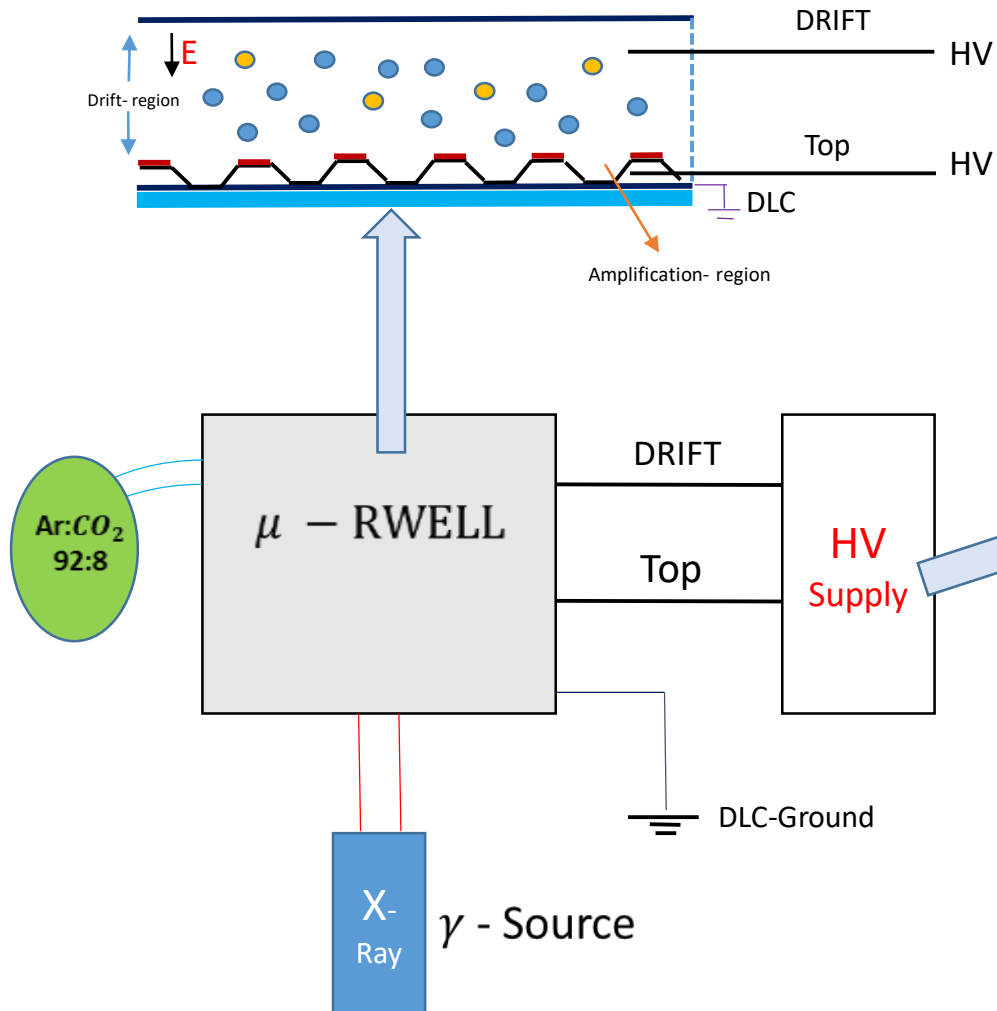 DRIFT
E
HV
Drift- region
Top
HV
DLC
Amplification- region
DRIFT
Ar:CO₂
92:8
μ − RWELL
HV
Supply
Top
DLC-Ground
X-
Ray
γ - Source